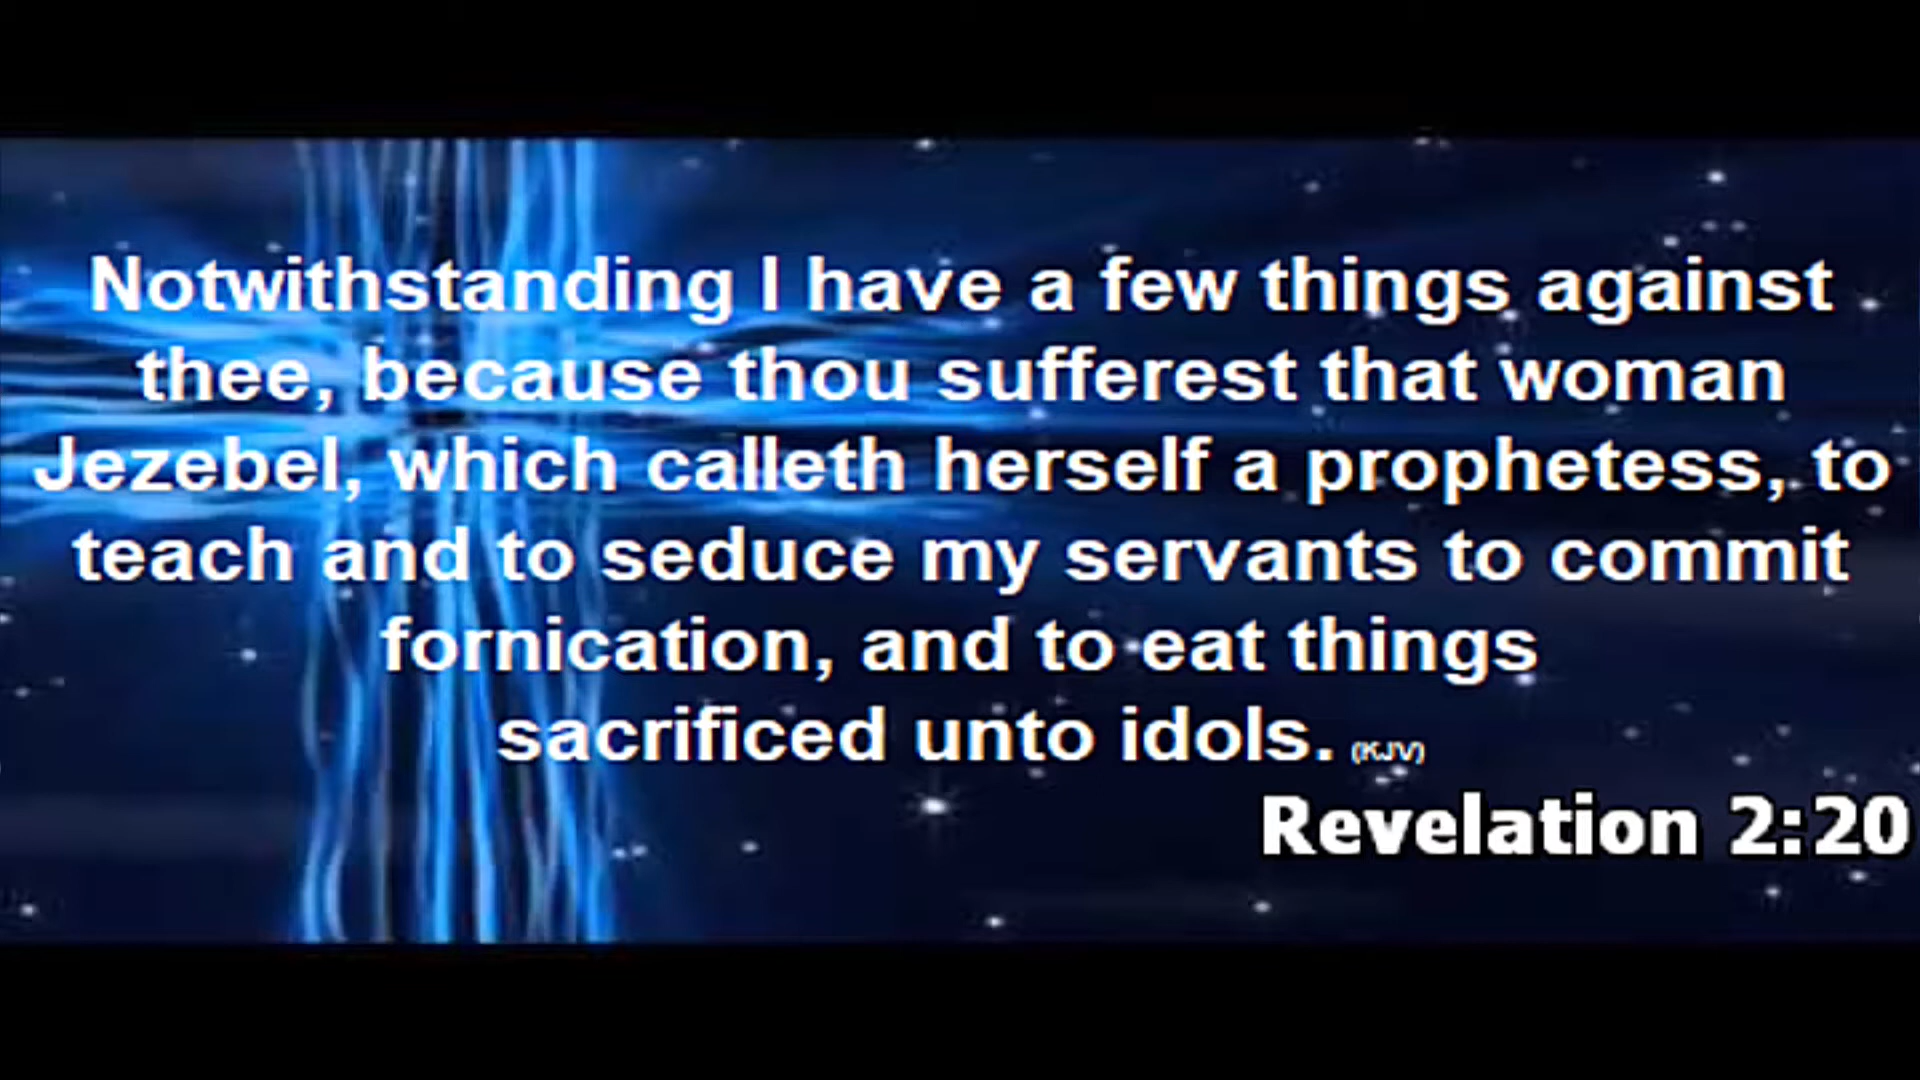 Notwithstanding I have a few things against
thee, because thou sufferest that woman
Jezebel, which calleth herself a prophetess, to
teach and to seduce my servants to commit
fornication, and to eat things
sacrificed unto idols. (KJV)
Revelation 2:20